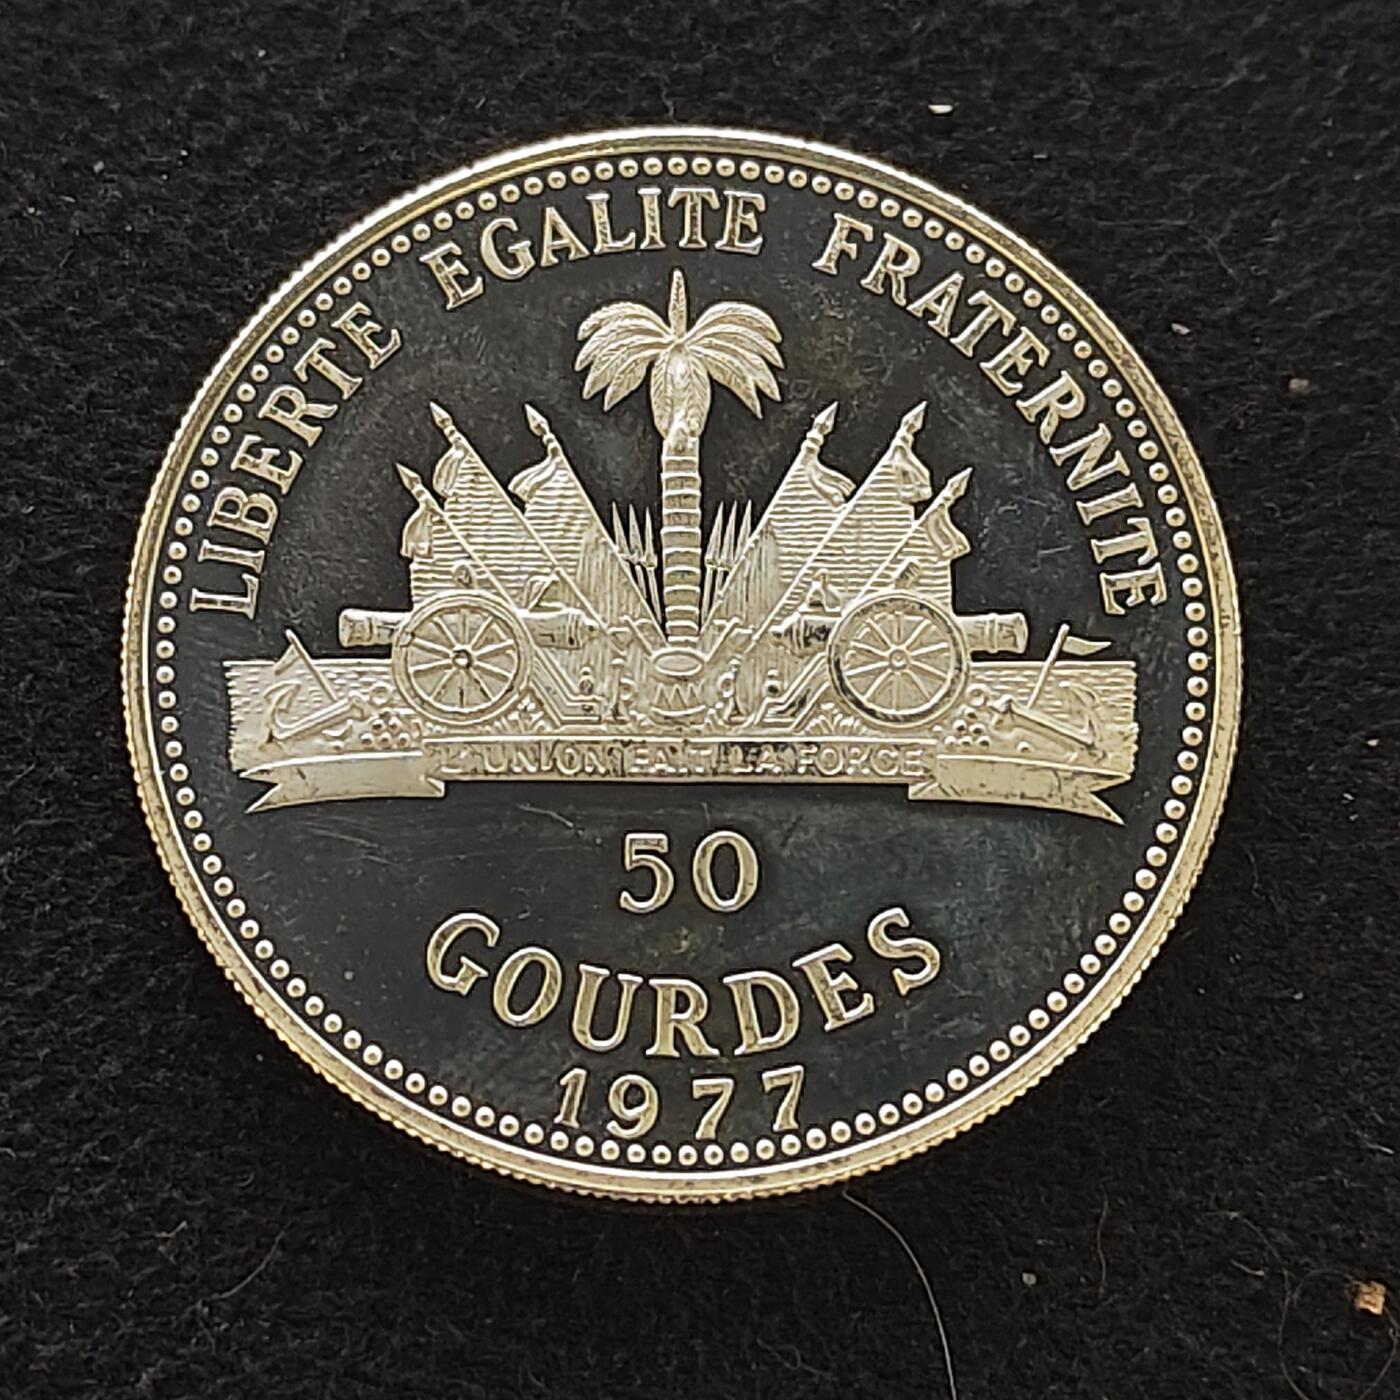 LIBERTE EGALITE FRATERNITE
L'UNION FAIT LA FORCE
50
GOURDES
1977